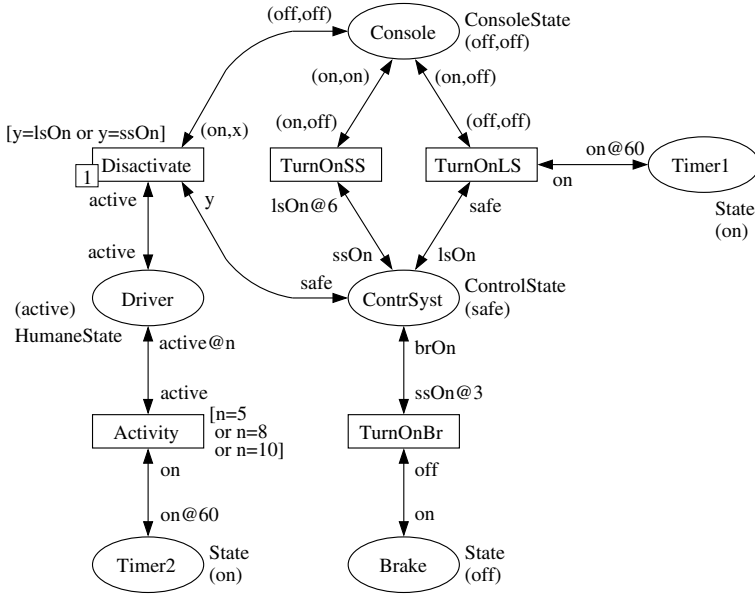 (off,off)
Console
ConsoleState
(off,off)
(on,on)
(on,off)
[y=lsOn or y=ssOn]
(on,x)
(on,off)
(off,off)
Disactivate
1
TurnOnSS
TurnOnLS
on@60
on
Timer1
State
(on)
active
y
lsOn@6
safe
active
ssOn
lsOn
safe
Driver
ContrSyst
ControlState
(safe)
(active)
HumaneState
active@n
brOn
active
ssOn@3
Activity
[n=5
or n=8
or n=10]
TurnOnBr
on
off
on@60
on
Timer2
State
(on)
Brake
State
(off)